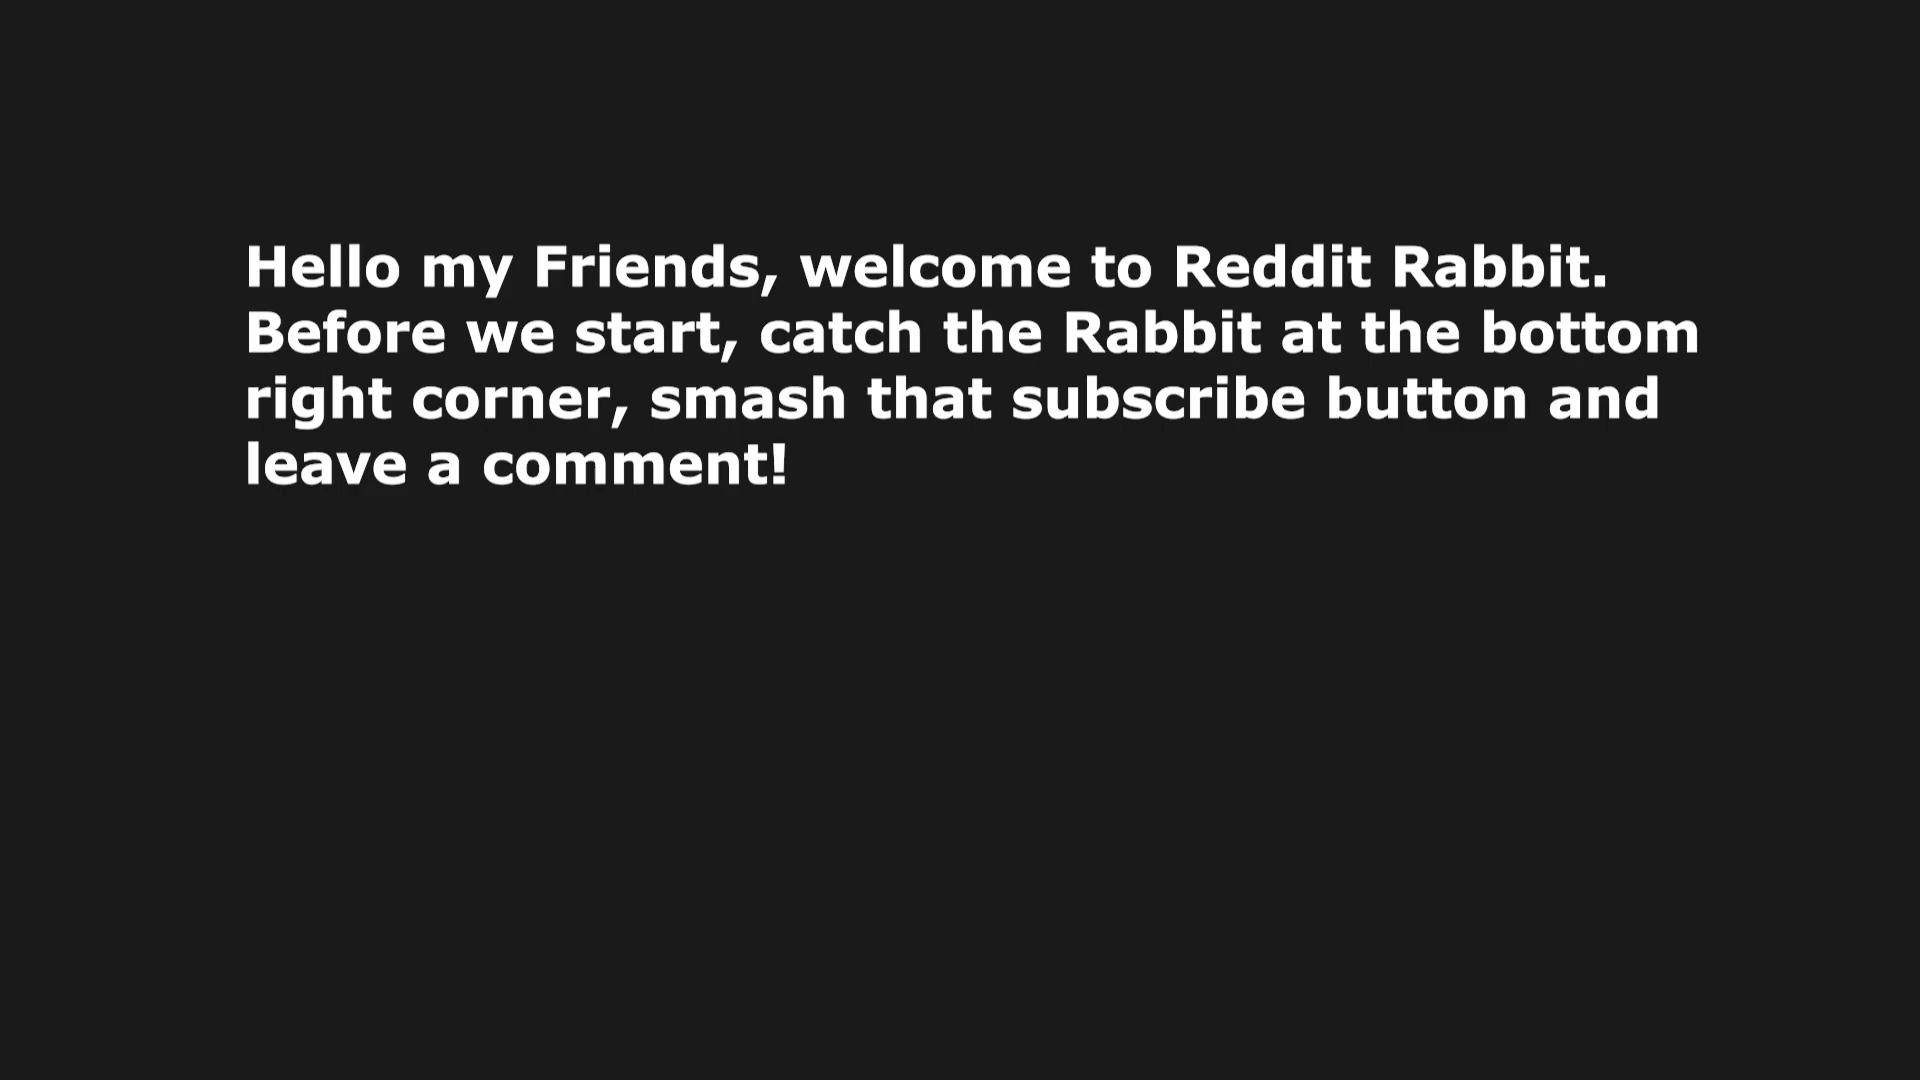 Hello my Friends, welcome to Reddit Rabbit.
Before we start, catch the Rabbit at the bottom
right corner, smash that subscribe button and
leave a comment!